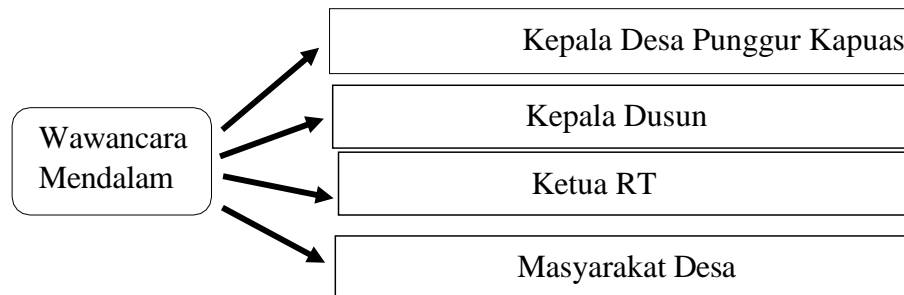 Kepala Desa Punggur Kapuas
Kepala Dusun
Wawancara
Mendalam
Ketua RT
Masyarakat Desa